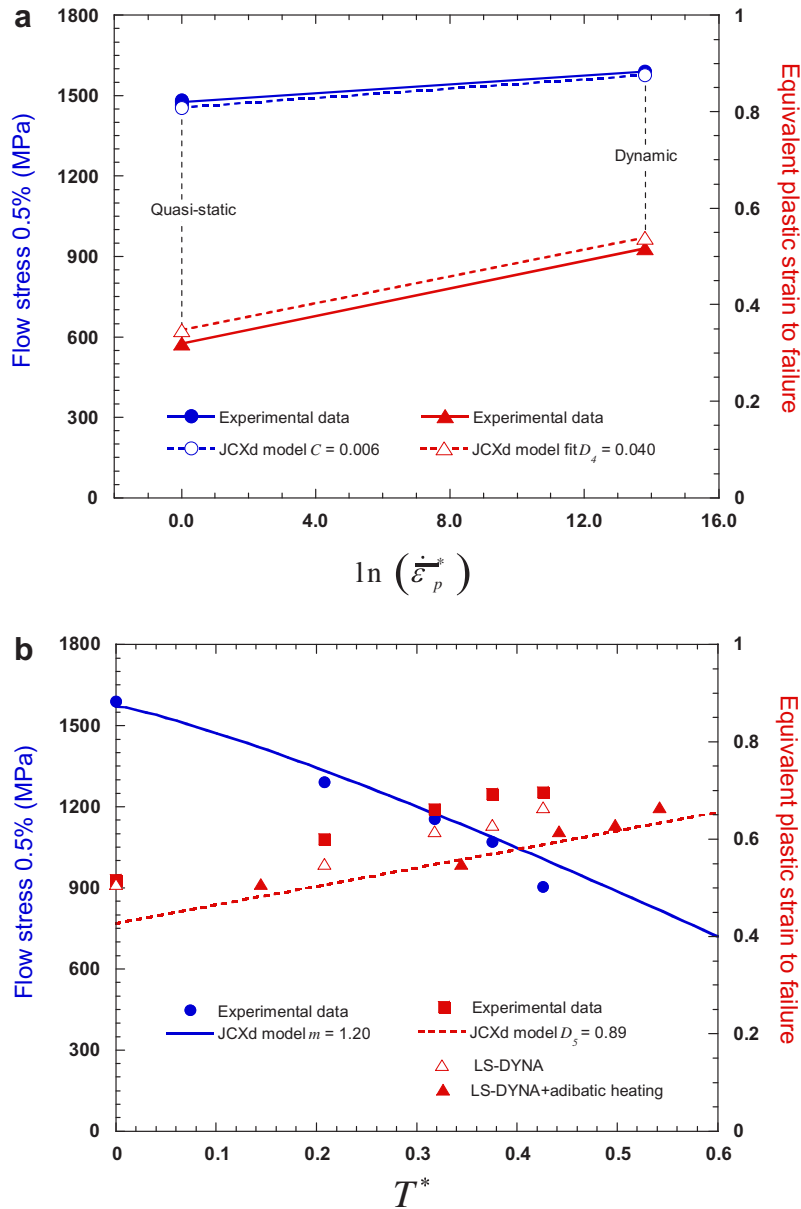 a
1800
1500
1200
900
600
300
0
Flow stress 0.5% (MPa)
1
0.8
0.6
0.4
0.2
0
Equivalent plastic strain to failure
Quasi-static
Dynamic
Experimental data
Experimental data
JCXd model C = 0.006
JCXd model fit D_4 = 0.040
0.0 4.0 8.0 12.0 16.0
ln (ε̇̅*_p)
b
1800
1500
1200
900
600
300
0
Flow stress 0.5% (MPa)
1
0.8
0.6
0.4
0.2
0
Equivalent plastic strain to failure
Experimental data
Experimental data
JCXd model m = 1.20
JCXd model D_5 = 0.89
LS-DYNA
LS-DYNA+adibatic heating
0 0.1 0.2 0.3 0.4 0.5 0.6
T*